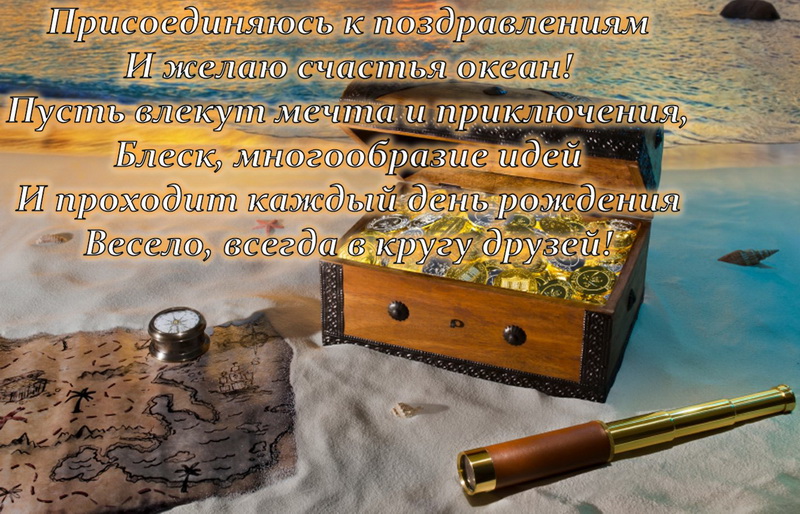 Присоединяюсь к поздравлениям
И желаю счастья океан!
Пусть влекут мечта и приключения,
Блеск, многообразие идей
И проходит каждый день рождения
Весело, всегда в кругу друзей!